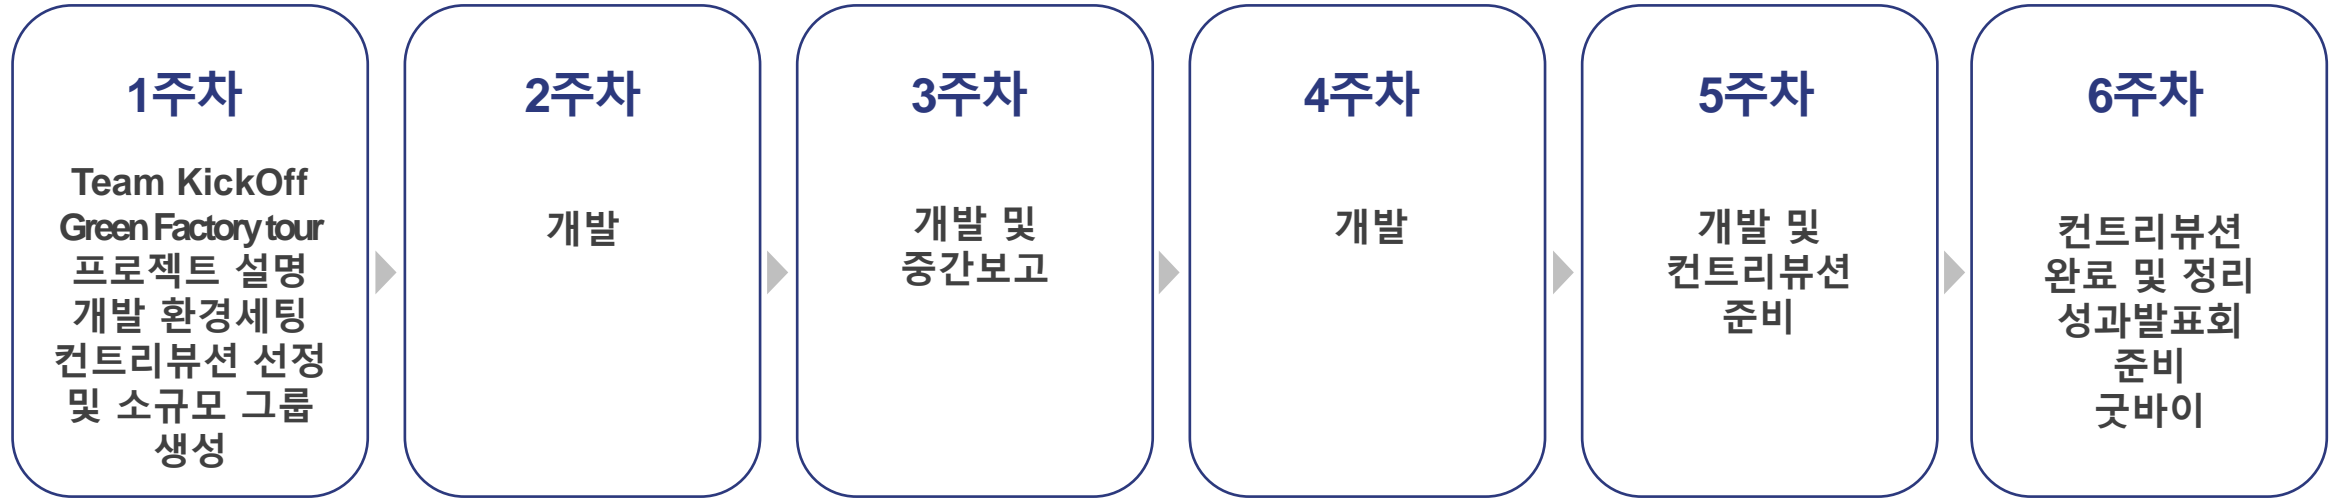 1주차
Team KickOff
Green Factory tour
프로젝트 설명
개발 환경세팅
컨트리뷰션 선정
및 소규모 그룹
생성
2주차
개발
3주차
개발 및
중간보고
4주차
개발
5주차
개발 및
컨트리뷰션
준비
6주차
컨트리뷰션
완료 및 정리
성과발표회
준비
굿바이